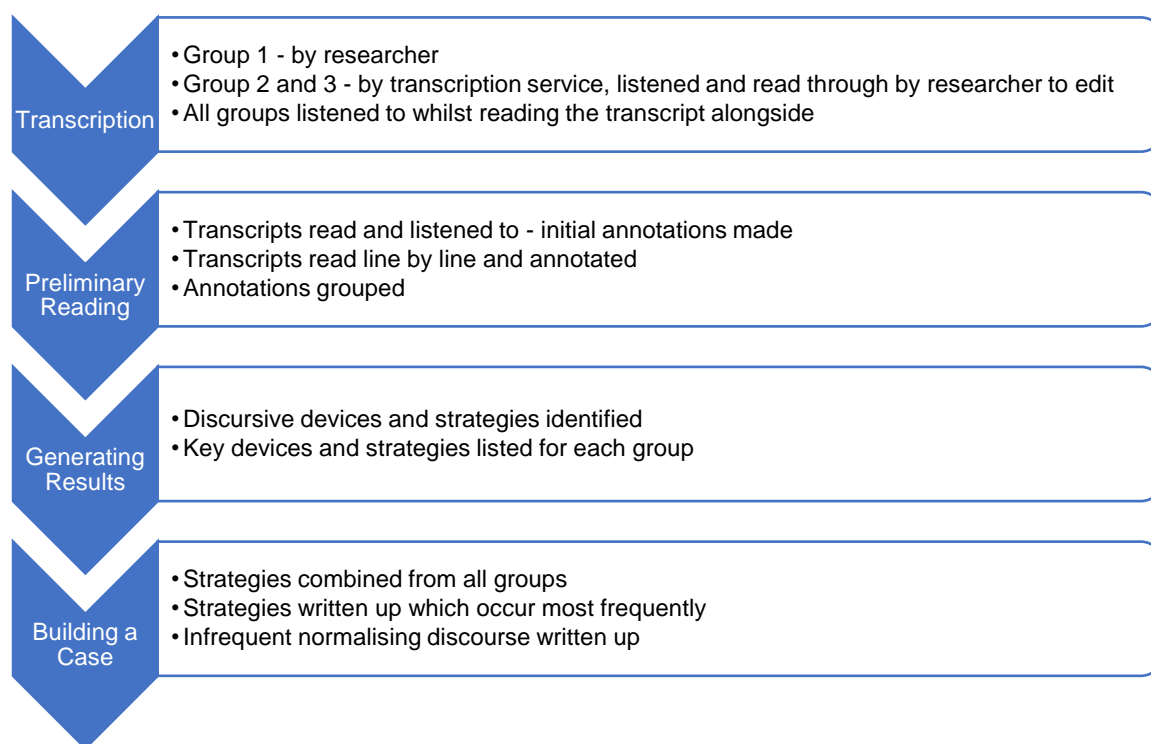 Transcription
•Group 1 - by researcher
•Group 2 and 3 - by transcription service, listened and read through by researcher to edit
•All groups listened to whilst reading the transcript alongside
Preliminary
Reading
•Transcripts read and listened to - initial annotations made
•Transcripts read line by line and annotated
•Annotations grouped
Generating
Results
•Discursive devices and strategies identified
•Key devices and strategies listed for each group
Building a
Case
•Strategies combined from all groups
•Strategies written up which occur most frequently
•Infrequent normalising discourse written up